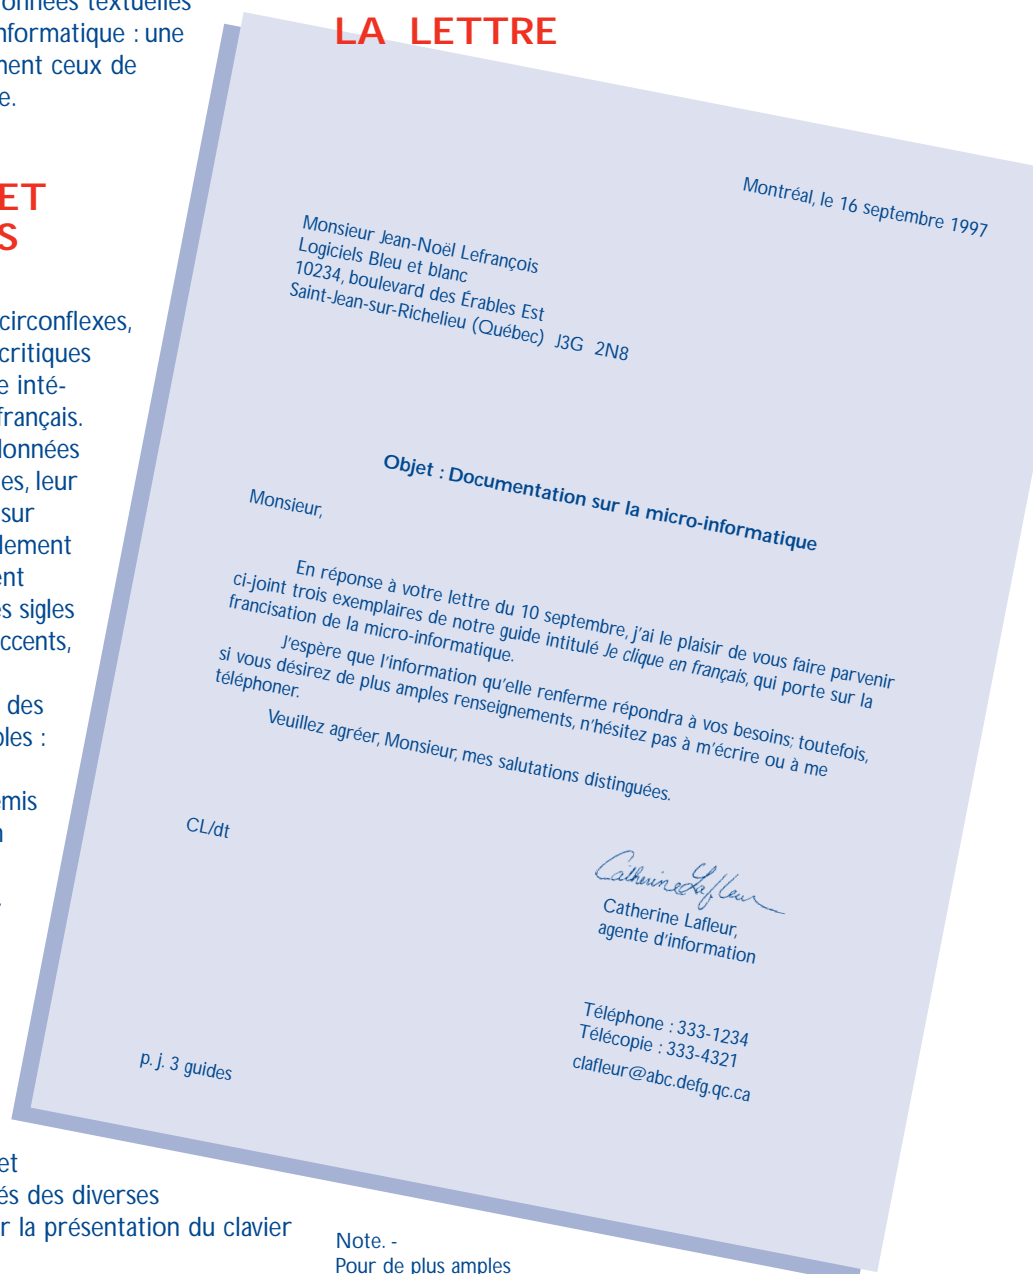 onnées textuelles
nformatique : une
ment ceux de
e.
ET
S
circonflexes,
critiques
e inté-
français.
données
es, leur
sur
lement
ent
es sigles
ccents,
des
ples :
emis
n
et
és des diverses
r la présentation du clavier
LA LETTRE
Montréal, le 16 septembre 1997
Monsieur Jean-Noël Lefrançois
Logiciels Bleu et blanc
10234, boulevard des Érables Est
Saint-Jean-sur-Richelieu (Québec) J3G 2N8
Objet : Documentation sur la micro-informatique
Monsieur,
En réponse à votre lettre du 10 septembre, j'ai le plaisir de vous faire parvenir
ci-joint trois exemplaires de notre guide intitulé Je clique en français, qui porte sur la
francisation de la micro-informatique.
J'espère que l'information qu'elle renferme répondra à vos besoins; toutefois,
si vous désirez de plus amples renseignements, n'hésitez pas à m'écrire ou à me
téléphoner.
Veuillez agréer, Monsieur, mes salutations distinguées.
CL/dt
Catherine Lafleur
Catherine Lafleur,
agente d'information
Téléphone : 333-1234
Télécopie : 333-4321
clafleur@abc.defg.qc.ca
p. j. 3 guides
Note. -
Pour de plus amples